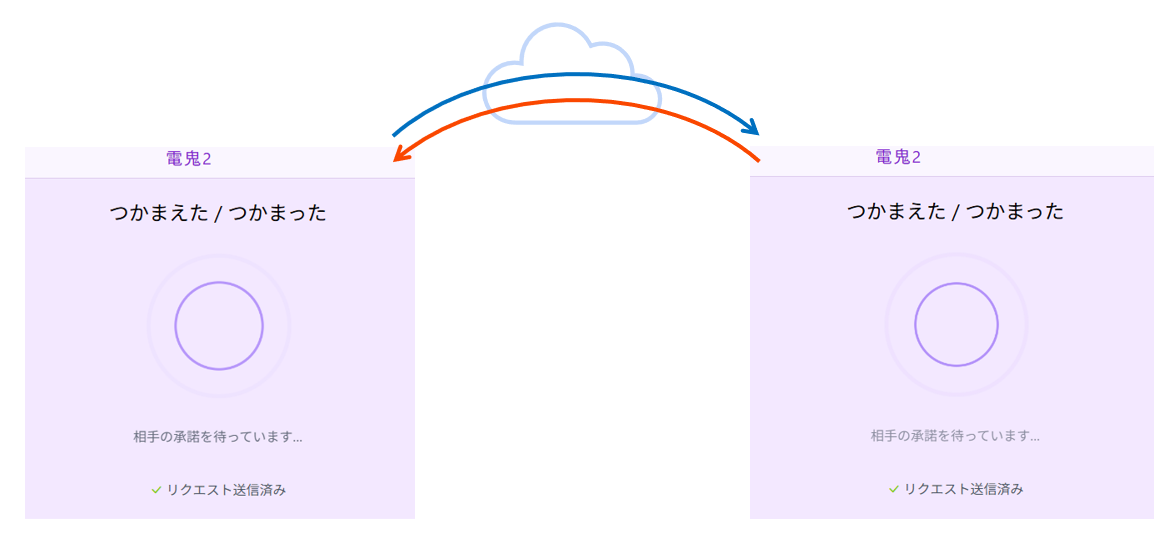 電鬼2
つかまえた / つかまった
相手の承諾を待っています...
リクエスト送信済み
電鬼2
つかまえた / つかまった
相手の承諾を待っています...
リクエスト送信済み